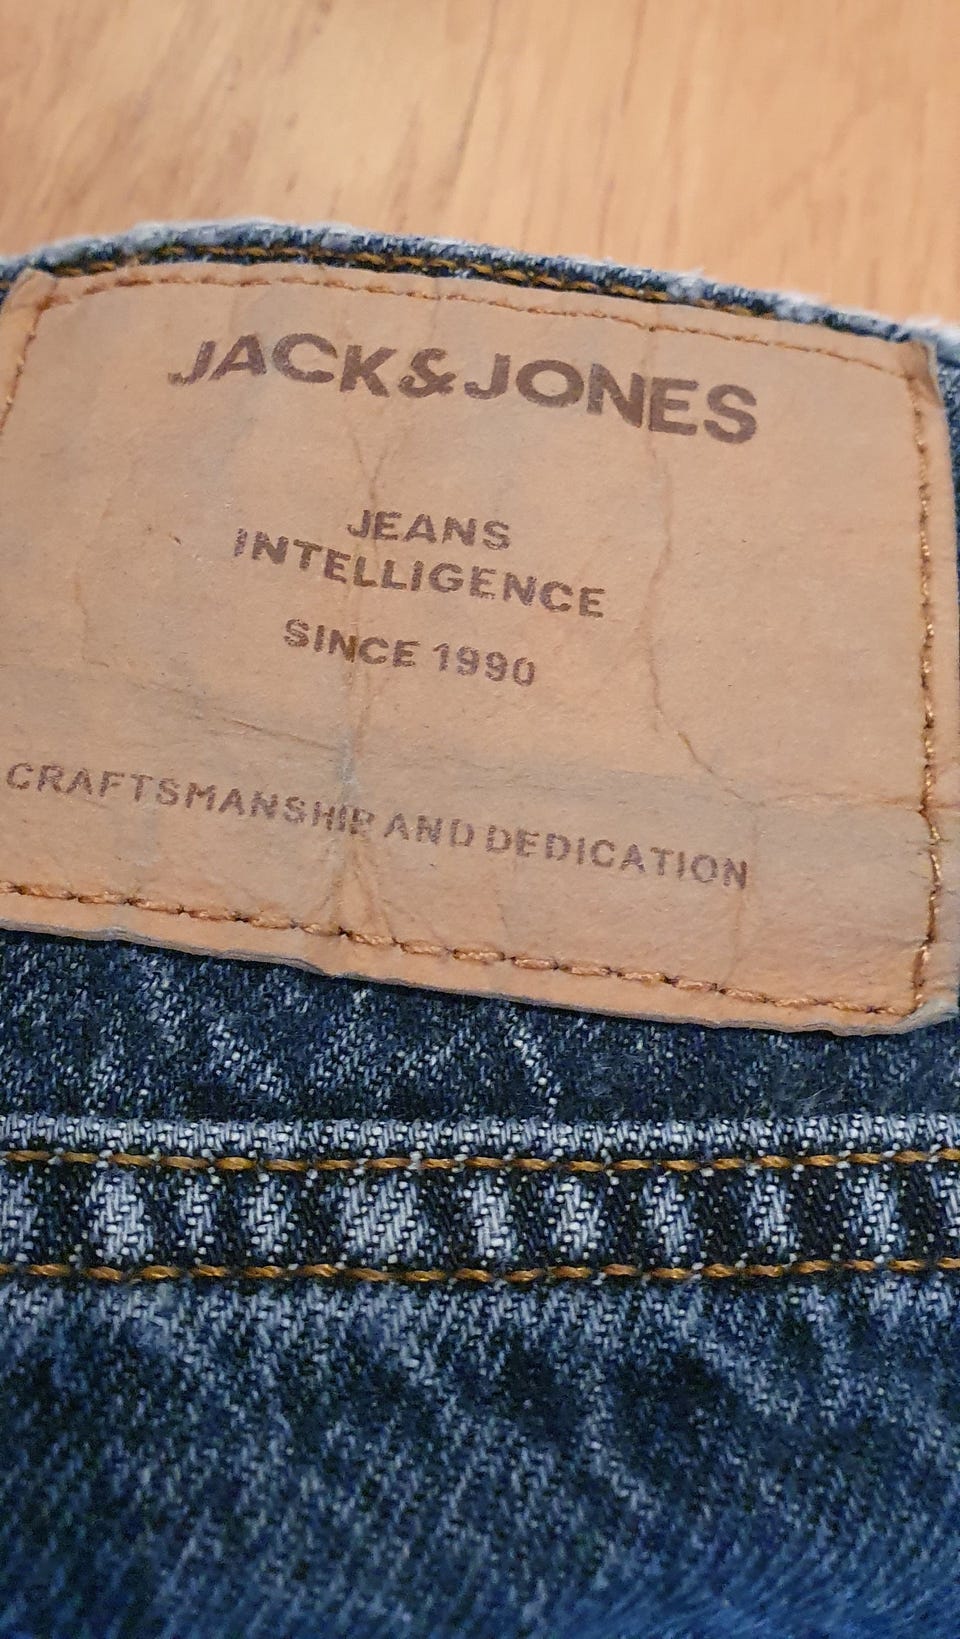 JACK&JONES
JEANS
INTELLIGENCE
SINCE 1990
CRAFTSMANSHIP AND DEDICATION